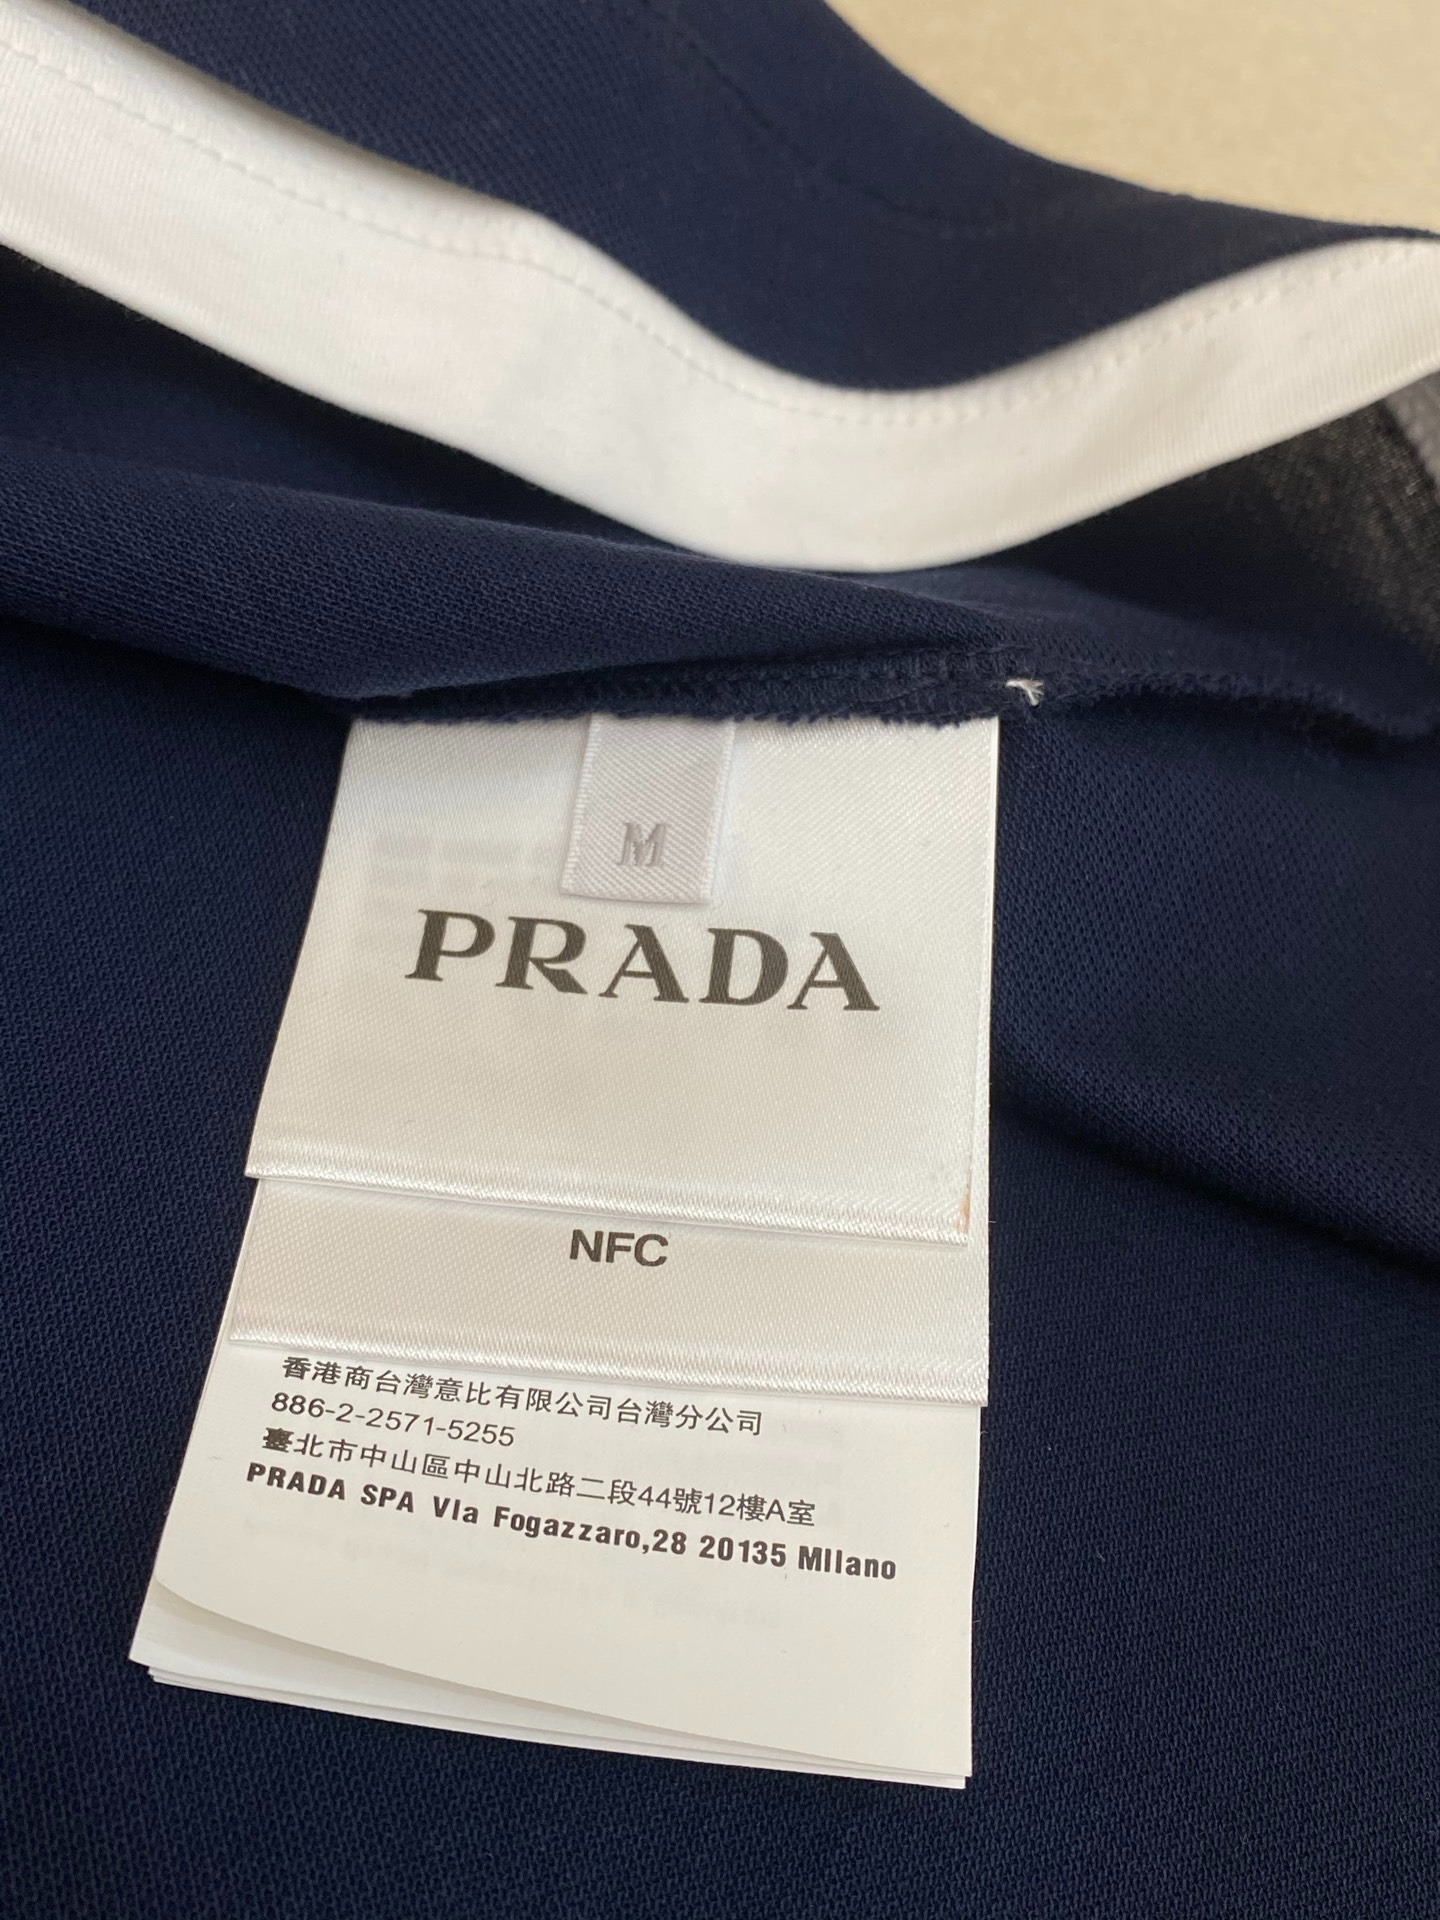 M
PRADA
NFC
香港商台灣意比有限公司台灣分公司
886-2-2571-5255
臺北市中山區中山北路二段44號12樓A室
PRADA SPA VIa Fogazzaro,28 20135 MIlano